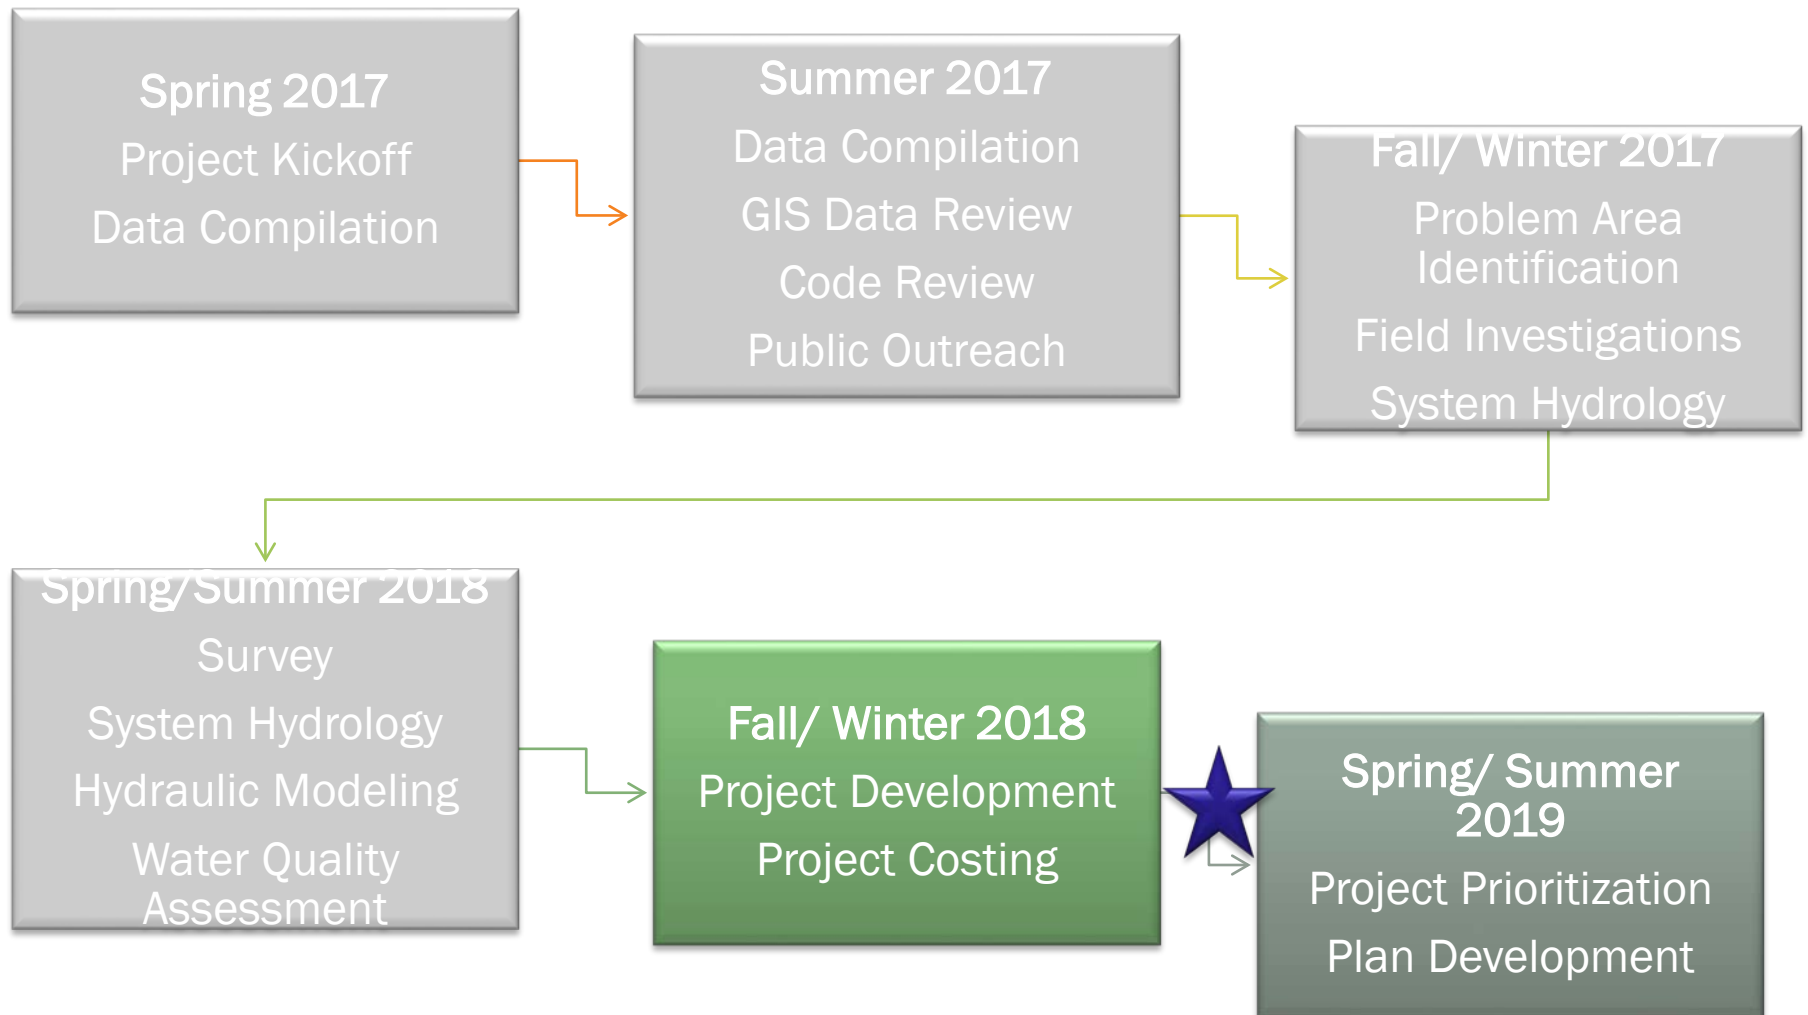 Spring 2017
Project Kickoff
Data Compilation
Summer 2017
Data Compilation
GIS Data Review
Code Review
Public Outreach
Fall/ Winter 2017
Problem Area
Identification
Field Investigations
System Hydrology
Spring/Summer 2018
Survey
System Hydrology
Hydraulic Modeling
Water Quality
Assessment
Fall/ Winter 2018
Project Development
Project Costing
Spring/ Summer
2019
Project Prioritization
Plan Development